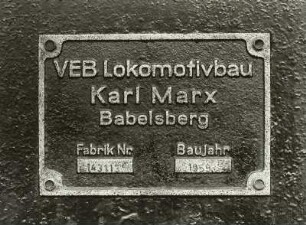 VEB Lokomotivbau
Karl Marx
Babelsberg
Fabrik Nr Baujahr